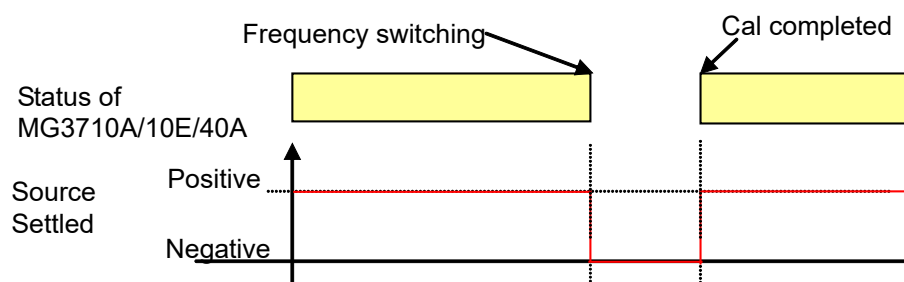 Frequency switching
Cal completed
Status of
MG3710A/10E/40A
Source
Settled
Positive
Negative